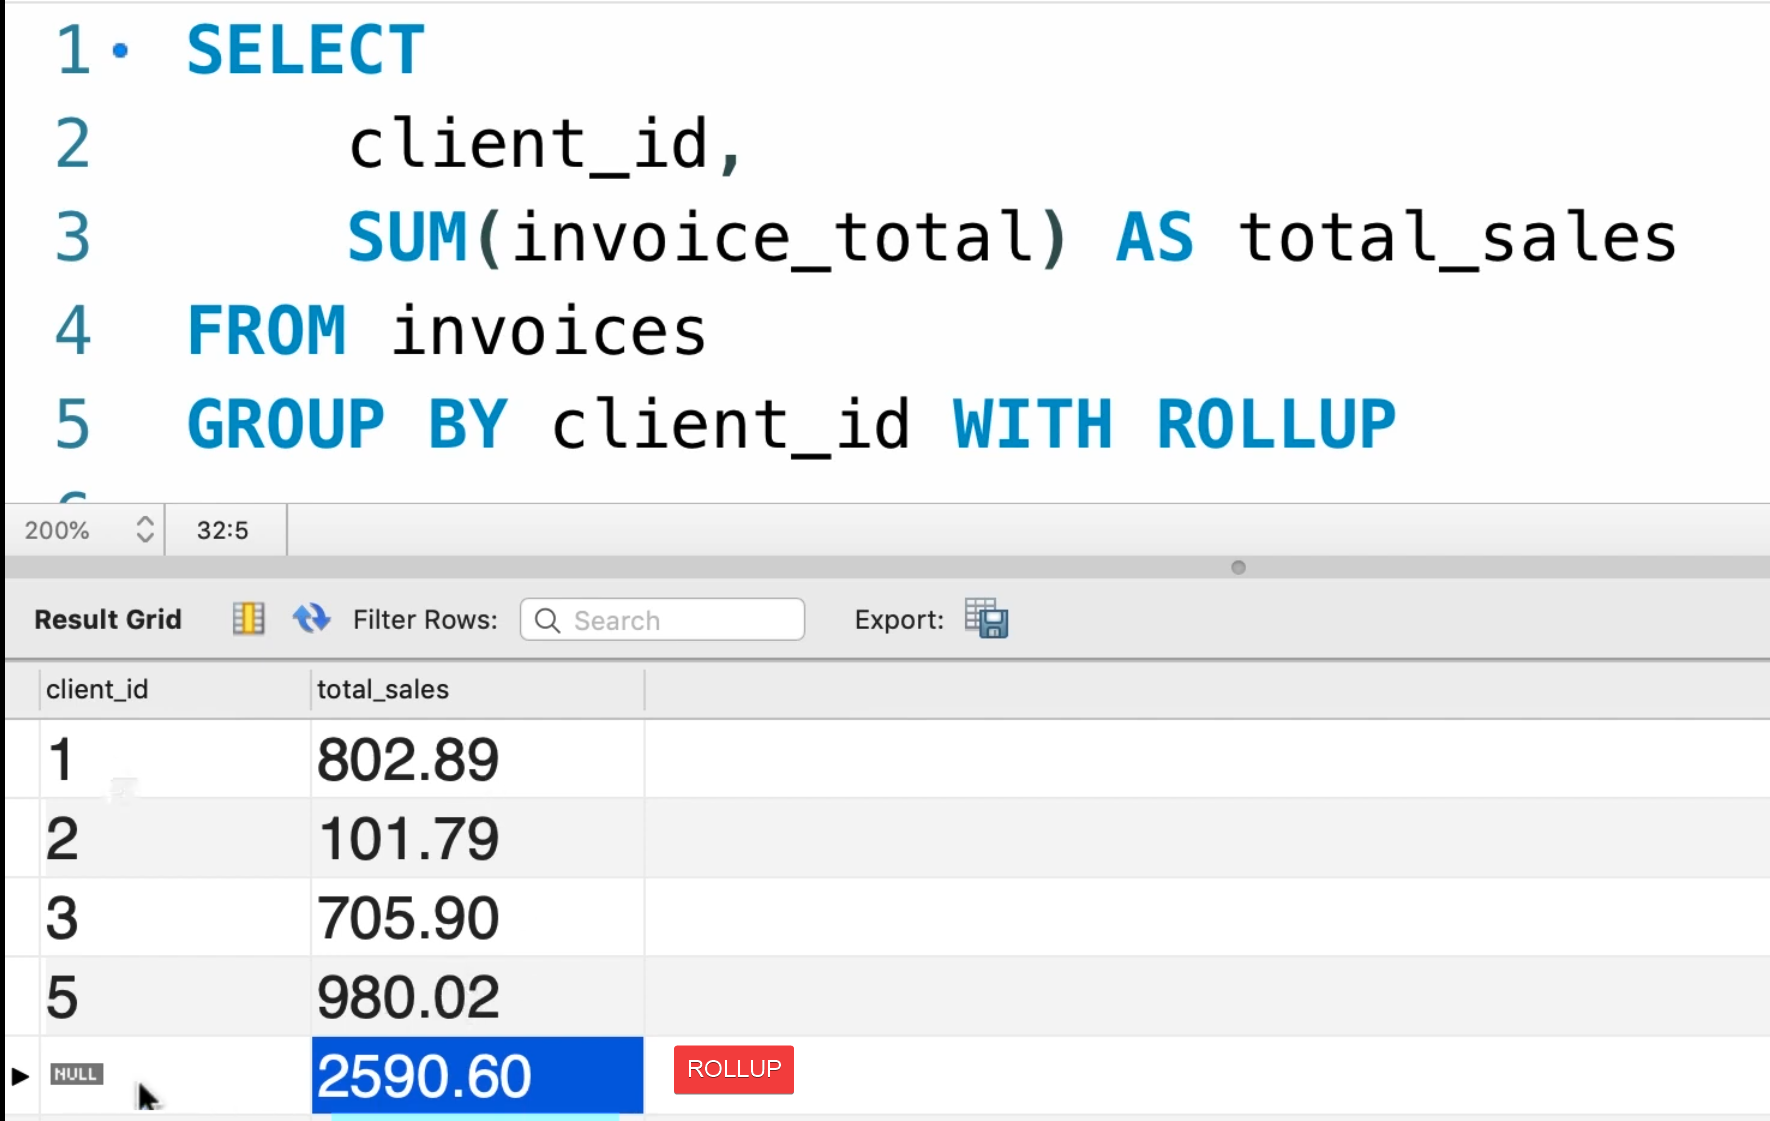 1 SELECT
2 client_id,
3 SUM(invoice_total) AS total_sales
4 FROM invoices
5 GROUP BY client_id WITH ROLLUP
200% 32:5
Result Grid Filter Rows: Search Export:
client_id total_sales
1 802.89
2 101.79
3 705.90
5 980.02
NULL 2590.60 ROLLUP